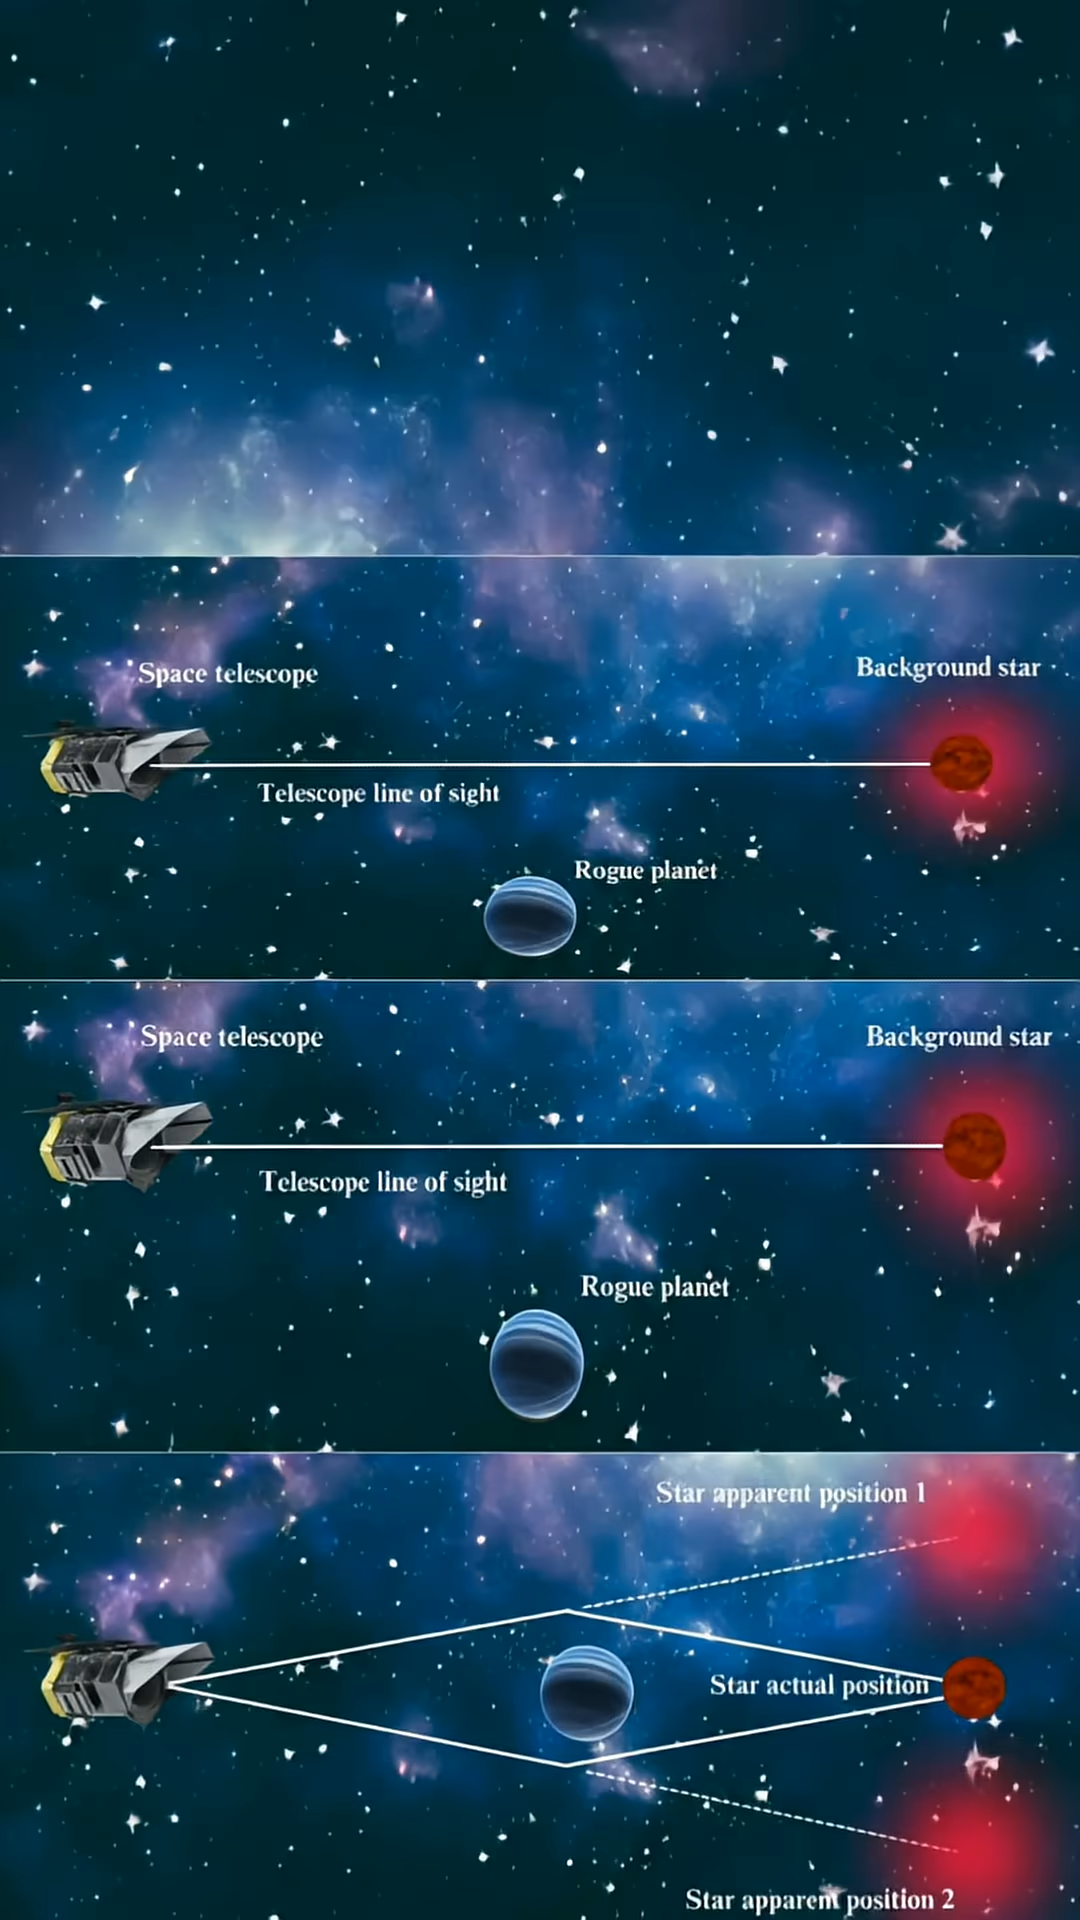 Space telescope
Background star
Telescope line of sight
Rogue planet
Space telescope
Background star
Telescope line of sight
Rogue planet
Star apparent position 1
Star actual position
Star apparent position 2